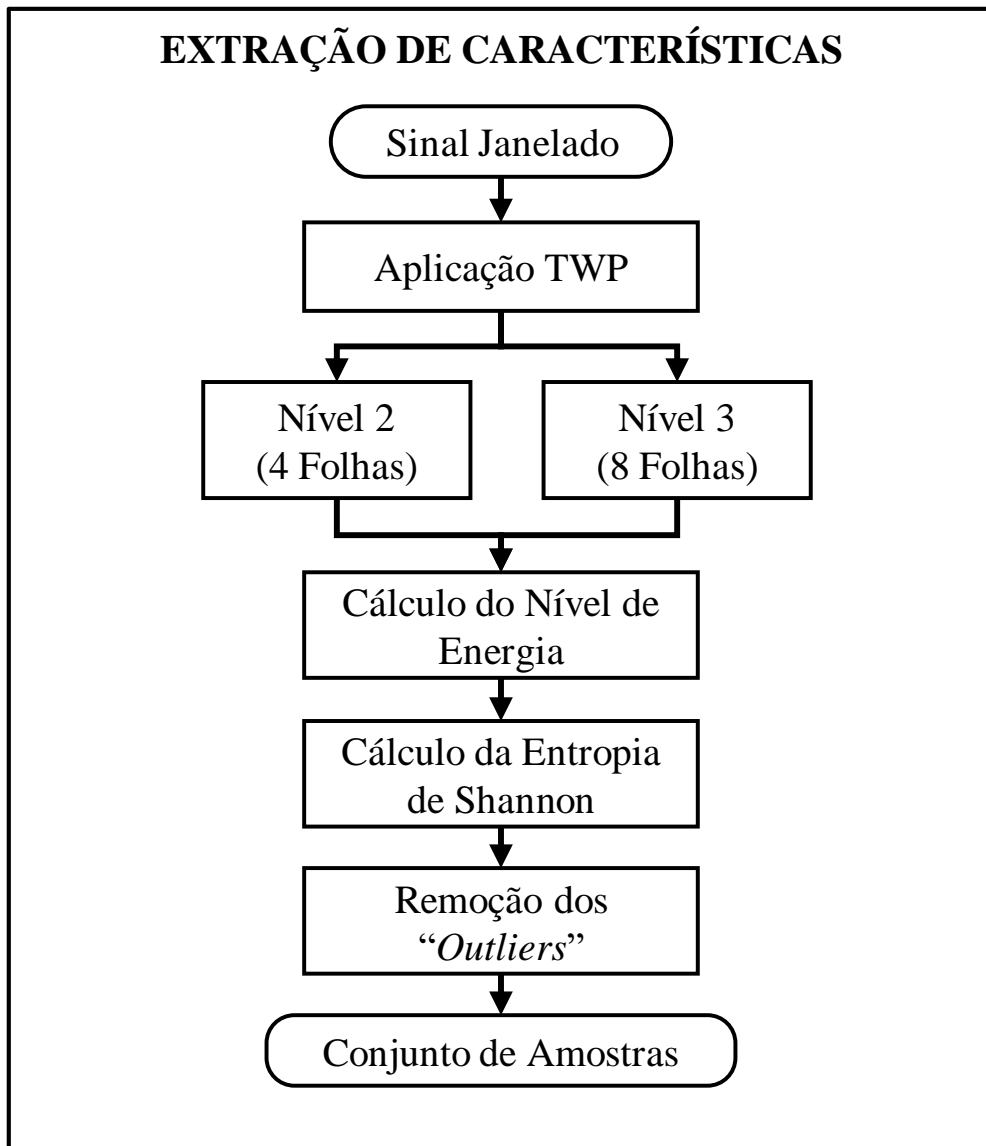 EXTRAÇÃO DE CARACTERÍSTICAS
Sinal Janelado
Aplicação TWP
Nível 2
(4 Folhas)
Nível 3
(8 Folhas)
Cálculo do Nível de
Energia
Cálculo da Entropia
de Shannon
Remoção dos
“Outliers”
Conjunto de Amostras